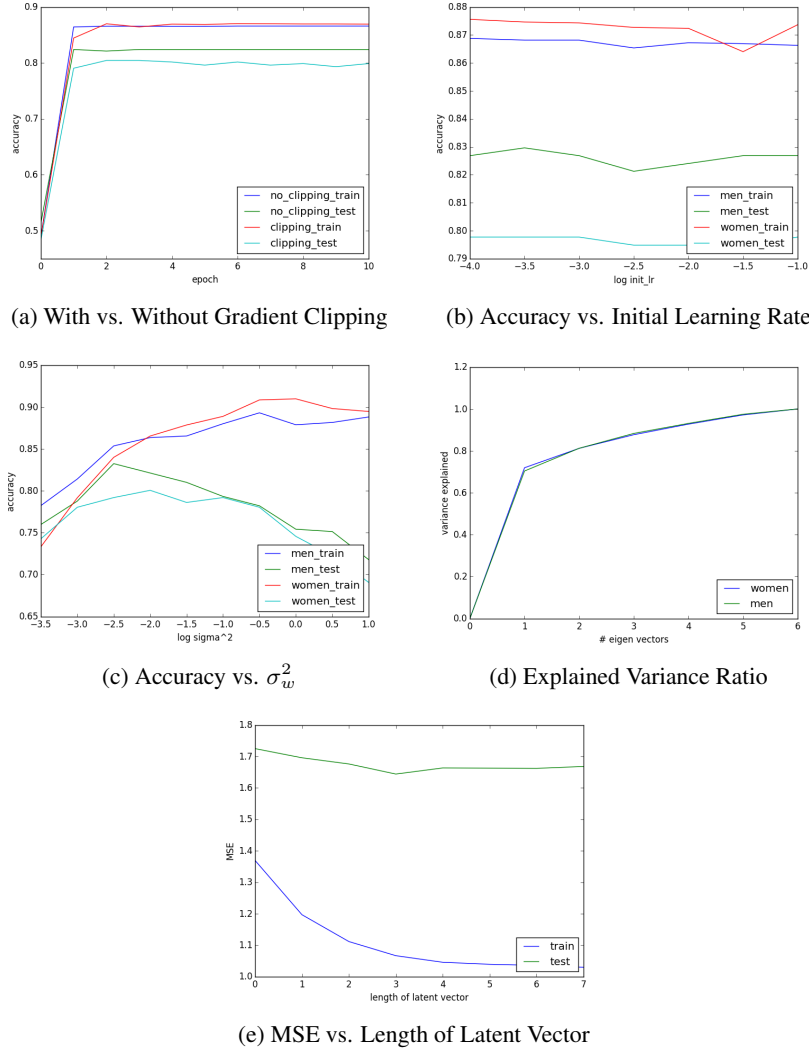 0.9
0.8
0.7
0.6
0.5
accuracy
no_clipping_train
no_clipping_test
clipping_train
clipping_test
0 2 4 6 8 10
epoch
(a) With vs. Without Gradient Clipping
0.88
0.87
0.86
0.85
0.84
0.83
0.82
0.81
0.80
0.79
accuracy
men_train
men_test
women_train
women_test
−4.0 −3.5 −3.0 −2.5 −2.0 −1.5 −1.0
log init_lr
(b) Accuracy vs. Initial Learning Rate
0.95
0.90
0.85
0.80
0.75
0.70
0.65
accuracy
men_train
men_test
women_train
women_test
−3.5 −3.0 −2.5 −2.0 −1.5 −1.0 −0.5 0.0 0.5 1.0
log sigma^2
(c) Accuracy vs. σ²_w
1.2
1.0
0.8
0.6
0.4
0.2
0.0
variance explained
women
men
0 1 2 3 4 5 6
# eigen vectors
(d) Explained Variance Ratio
1.8
1.7
1.6
1.5
1.4
1.3
1.2
1.1
1.0
MSE
train
test
0 1 2 3 4 5 6 7
length of latent vector
(e) MSE vs. Length of Latent Vector